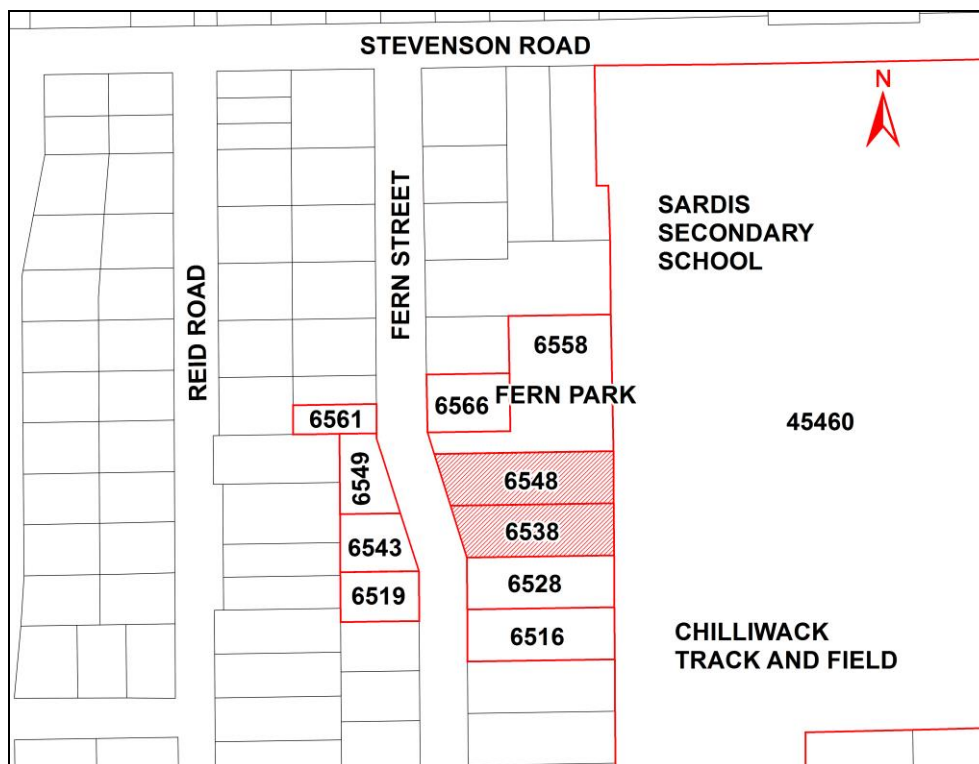 STEVENSON ROAD
N
SARDIS
SECONDARY
SCHOOL
FERN STREET
REID ROAD
6558
FERN PARK
6566
6561
45460
6549
6548
6538
6543
6528
6519
6516
CHILLIWACK
TRACK AND FIELD